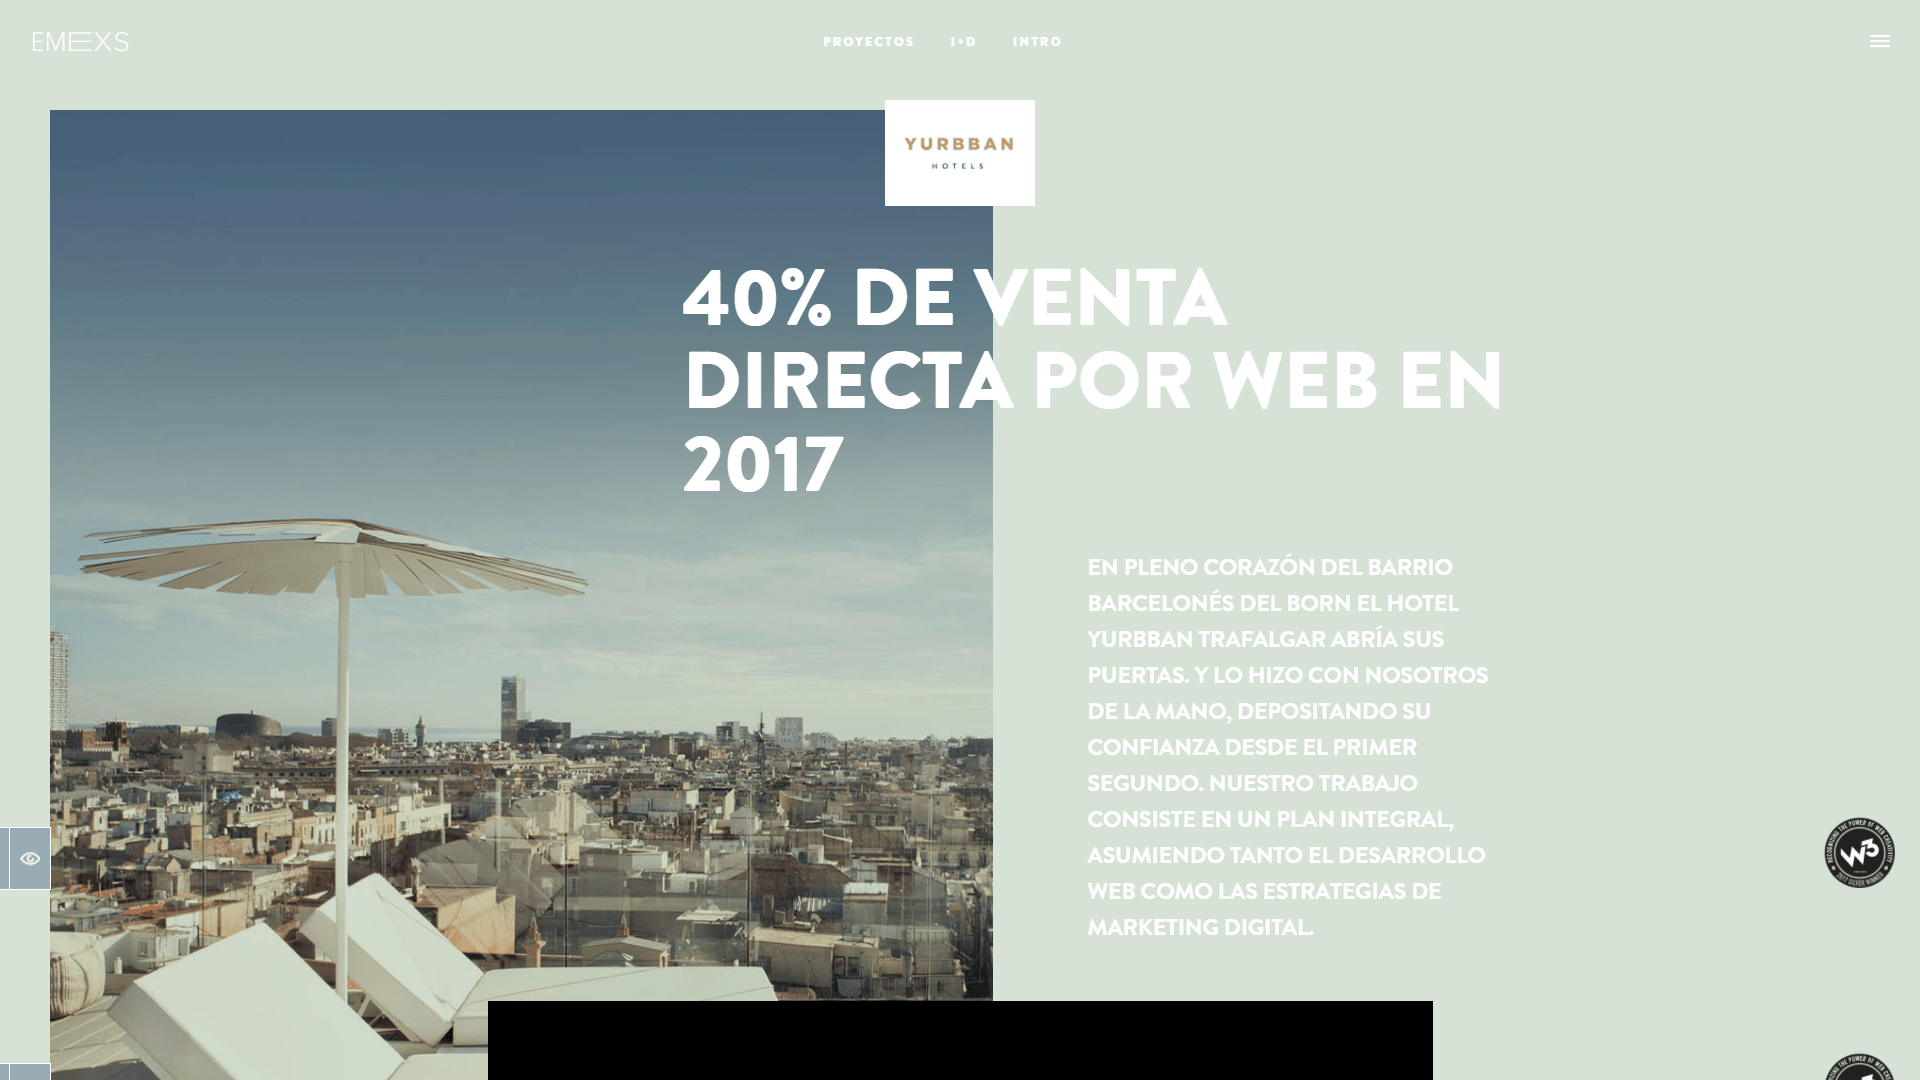 EMEXS
PROYECTOS
I+D
INTRO
YURBBAN
HOTELS
40% DE VENTA
DIRECTA POR WEB EN
2017
EN PLENO CORAZÓN DEL BARRIO
BARCELONÉS DEL BORN EL HOTEL
YURBBAN TRAFALGAR ABRÍA SUS
PUERTAS. Y LO HIZO CON NOSOTROS
DE LA MANO, DEPOSITANDO SU
CONFIANZA DESDE EL PRIMER
SEGUNDO. NUESTRO TRABAJO
CONSISTE EN UN PLAN INTEGRAL,
ASUMIENDO TANTO EL DESARROLLO
WEB COMO LAS ESTRATEGIAS DE
MARKETING DIGITAL.
RECOGNIZING THE POWER OF WEB CREATIVITY
W3
2017 SILVER WINNER